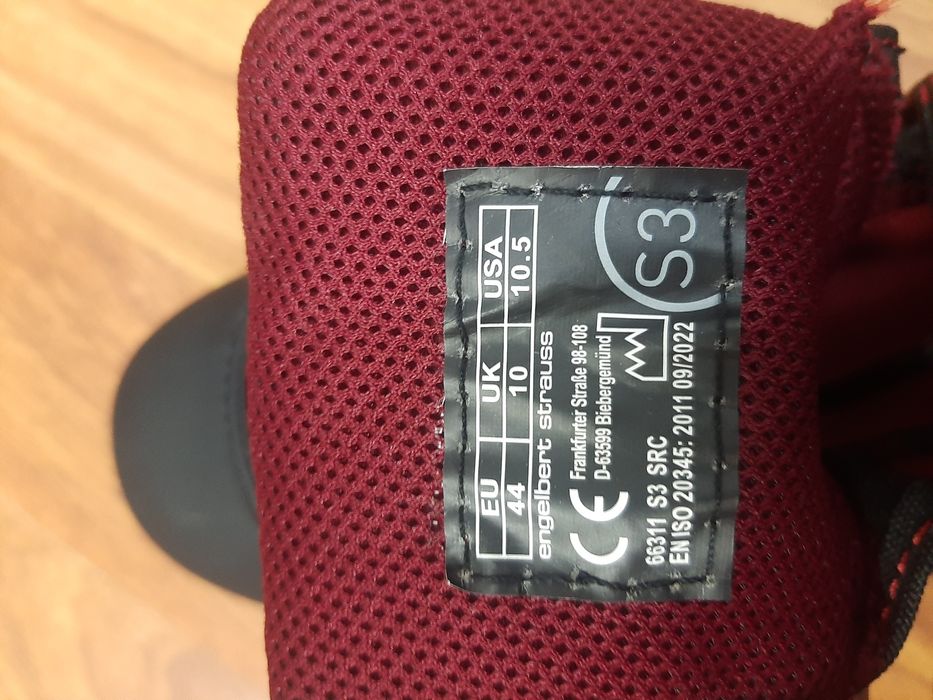 EU UK USA
44 10 10.5
engelbert strauss
CE Frankfurter Straße 98-108
D-63599 Biebergemünd
66311 S3 SRC
EN ISO 20345: 2011 09/2022
S3